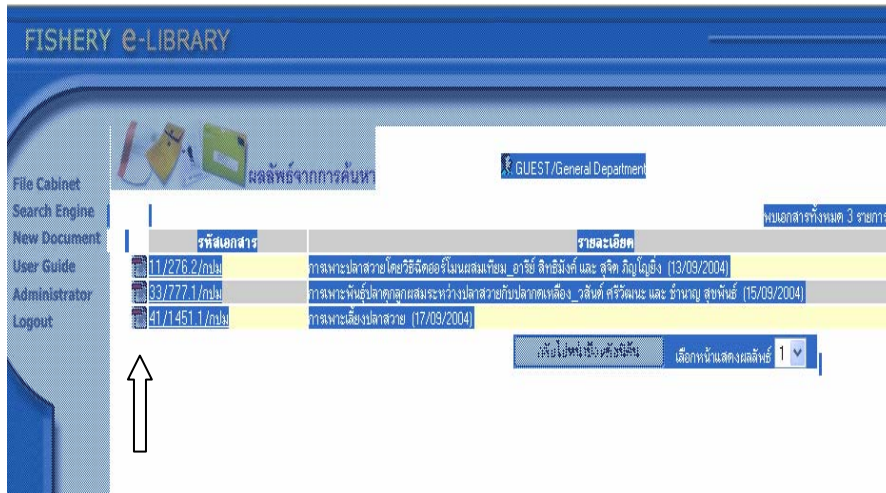 FISHERY e-LIBRARY
ผลลัพธ์จากการค้นหา
GUEST/General Department
File Cabinet
Search Engine
New Document
User Guide
Administrator
Logout
พบเอกสารทั้งหมด 3 รายการ
รหัสเอกสาร รายละเอียด
11/276.2/กปม การเพาะปลาสวายโดยวิธีฉีดฮอร์โมนผสมเทียม_อารีย์ สิทธิมังค์ และ สุจิต ภิญโญยิ่ง (13/09/2004)
33/777.1/กปม การเพาะพันธุ์ปลาดุกลูกผสมระหว่างปลาสวายกับปลากดเหลือง_วสันต์ ศรีวัฒนะ และ ชำนาญ สุขพันธ์ (15/09/2004)
41/1451.1/กปม การเพาะเลี้ยงปลาสวาย (17/09/2004)
เลือกหน้าแสดงผลลัพธ์ 1